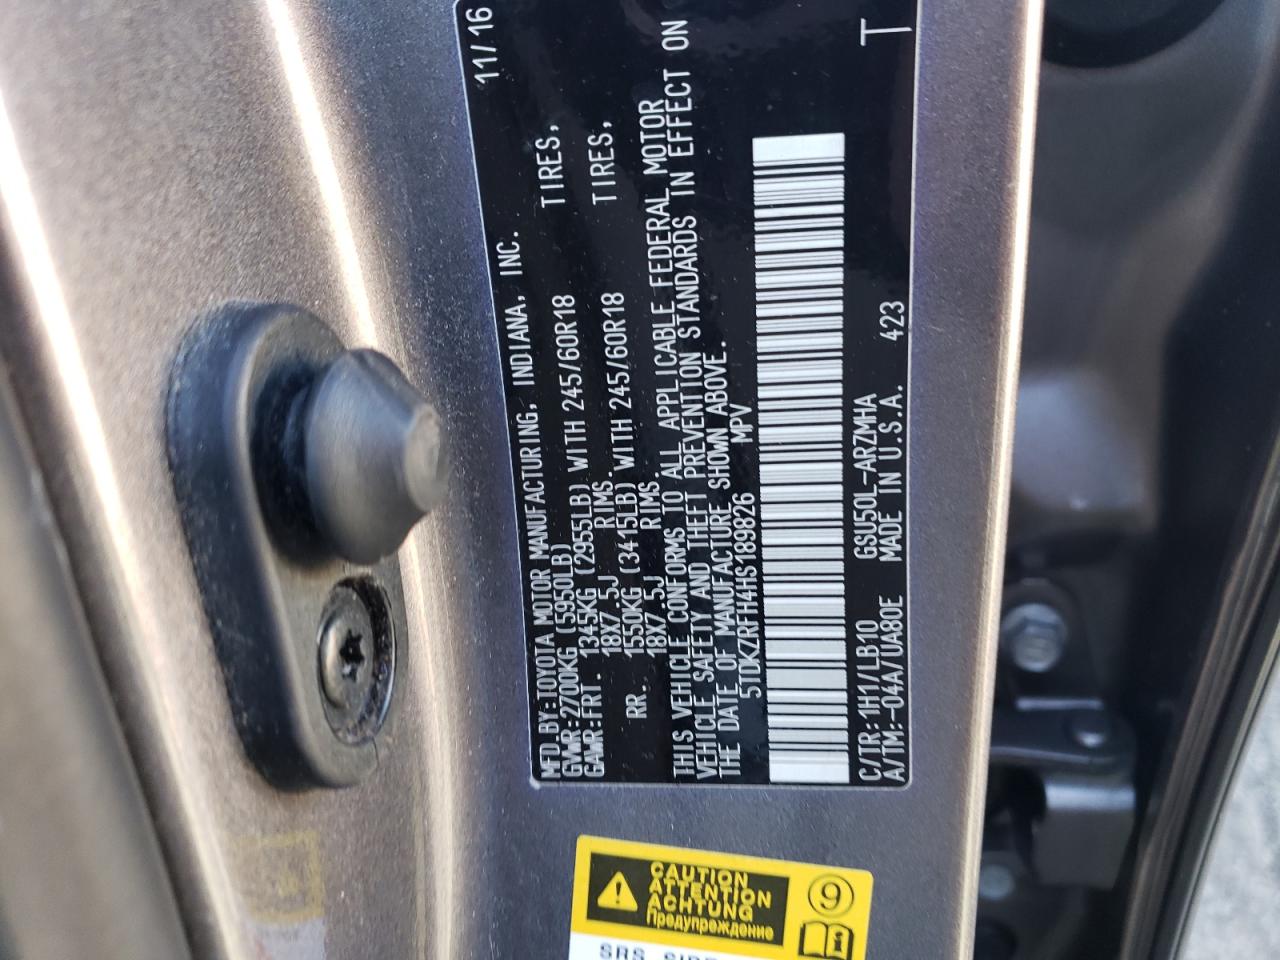 MFD BY:TOYOTA MOTOR MANUFACTURING, INDIANA, INC. 11/16
GVWR:2700KG (5950LB)
GAWR:FRT. 1345KG (2955LB) WITH 245/60R18 TIRES,
18X7.5J RIMS.
RR. 1550KG (3415LB) WITH 245/60R18 TIRES,
18X7.5J RIMS.
THIS VEHICLE CONFORMS TO ALL APPLICABLE FEDERAL MOTOR
VEHICLE SAFETY AND THEFT PREVENTION STANDARDS IN EFFECT ON
THE DATE OF MANUFACTURE SHOWN ABOVE.
5TDKZRFH4HS189826 MPV
C/TR:1H1/LB10 GSU50L-ARZMHA 423 T
A/TM:-04A/UA80E MADE IN U.S.A.
CAUTION
ATTENTION
ACHTUNG
Предупреждение
9
SRS